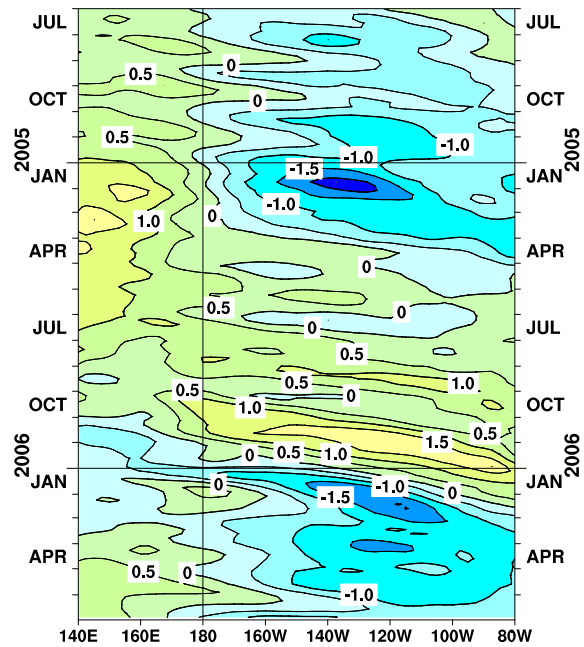 JUL JUL
0
0.5
OCT 0 OCT
0.5
2005 -1.0 2005
-1.0
-1.5
JAN JAN
-1.0
1.0 0
APR APR
0
0.5 0
JUL 0 JUL
0.5
0.5 1.0
0.5 0
OCT 1.0 OCT
0.5
1.5
2006 0 0.5 1.0 2006
JAN 0 -1.0 0 JAN
-1.5
APR APR
0.5 0
-1.0
140E 160E 180 160W 140W 120W 100W 80W